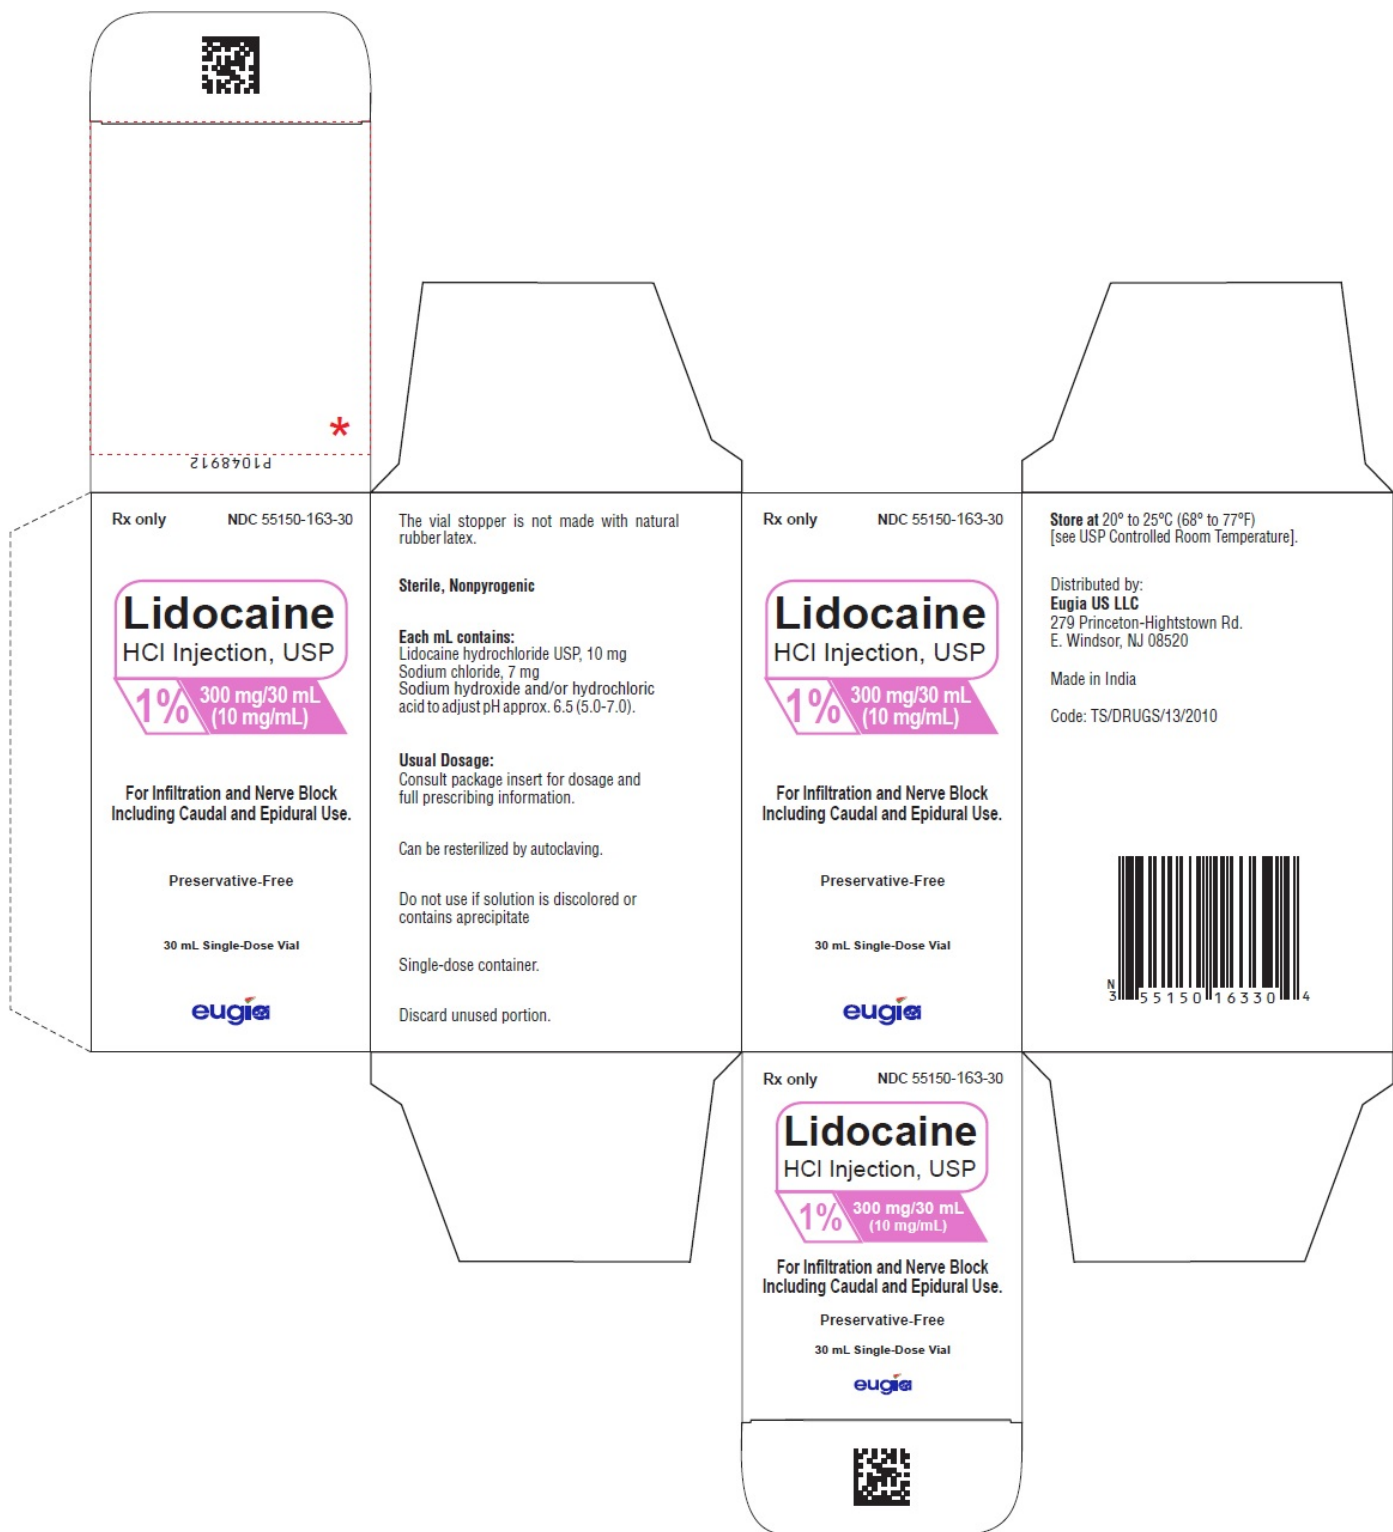 P1048912
Rx only NDC 55150-163-30
Lidocaine
HCl Injection, USP
1% 300 mg/30 mL
(10 mg/mL)
For Infiltration and Nerve Block
Including Caudal and Epidural Use.
Preservative-Free
30 mL Single-Dose Vial
eugia
The vial stopper is not made with natural
rubber latex.
Sterile, Nonpyrogenic
Each mL contains:
Lidocaine hydrochloride USP, 10 mg
Sodium chloride, 7 mg
Sodium hydroxide and/or hydrochloric
acid to adjust pH approx. 6.5 (5.0-7.0).
Usual Dosage:
Consult package insert for dosage and
full prescribing information.
Can be resterilized by autoclaving.
Do not use if solution is discolored or
contains aprecipitate
Single-dose container.
Discard unused portion.
Rx only NDC 55150-163-30
Lidocaine
HCl Injection, USP
1% 300 mg/30 mL
(10 mg/mL)
For Infiltration and Nerve Block
Including Caudal and Epidural Use.
Preservative-Free
30 mL Single-Dose Vial
eugia
Store at 20° to 25°C (68° to 77°F)
[see USP Controlled Room Temperature].
Distributed by:
Eugia US LLC
279 Princeton-Hightstown Rd.
E. Windsor, NJ 08520
Made in India
Code: TS/DRUGS/13/2010
N
3 55150 16330 4
Rx only NDC 55150-163-30
Lidocaine
HCl Injection, USP
1% 300 mg/30 mL
(10 mg/mL)
For Infiltration and Nerve Block
Including Caudal and Epidural Use.
Preservative-Free
30 mL Single-Dose Vial
eugia